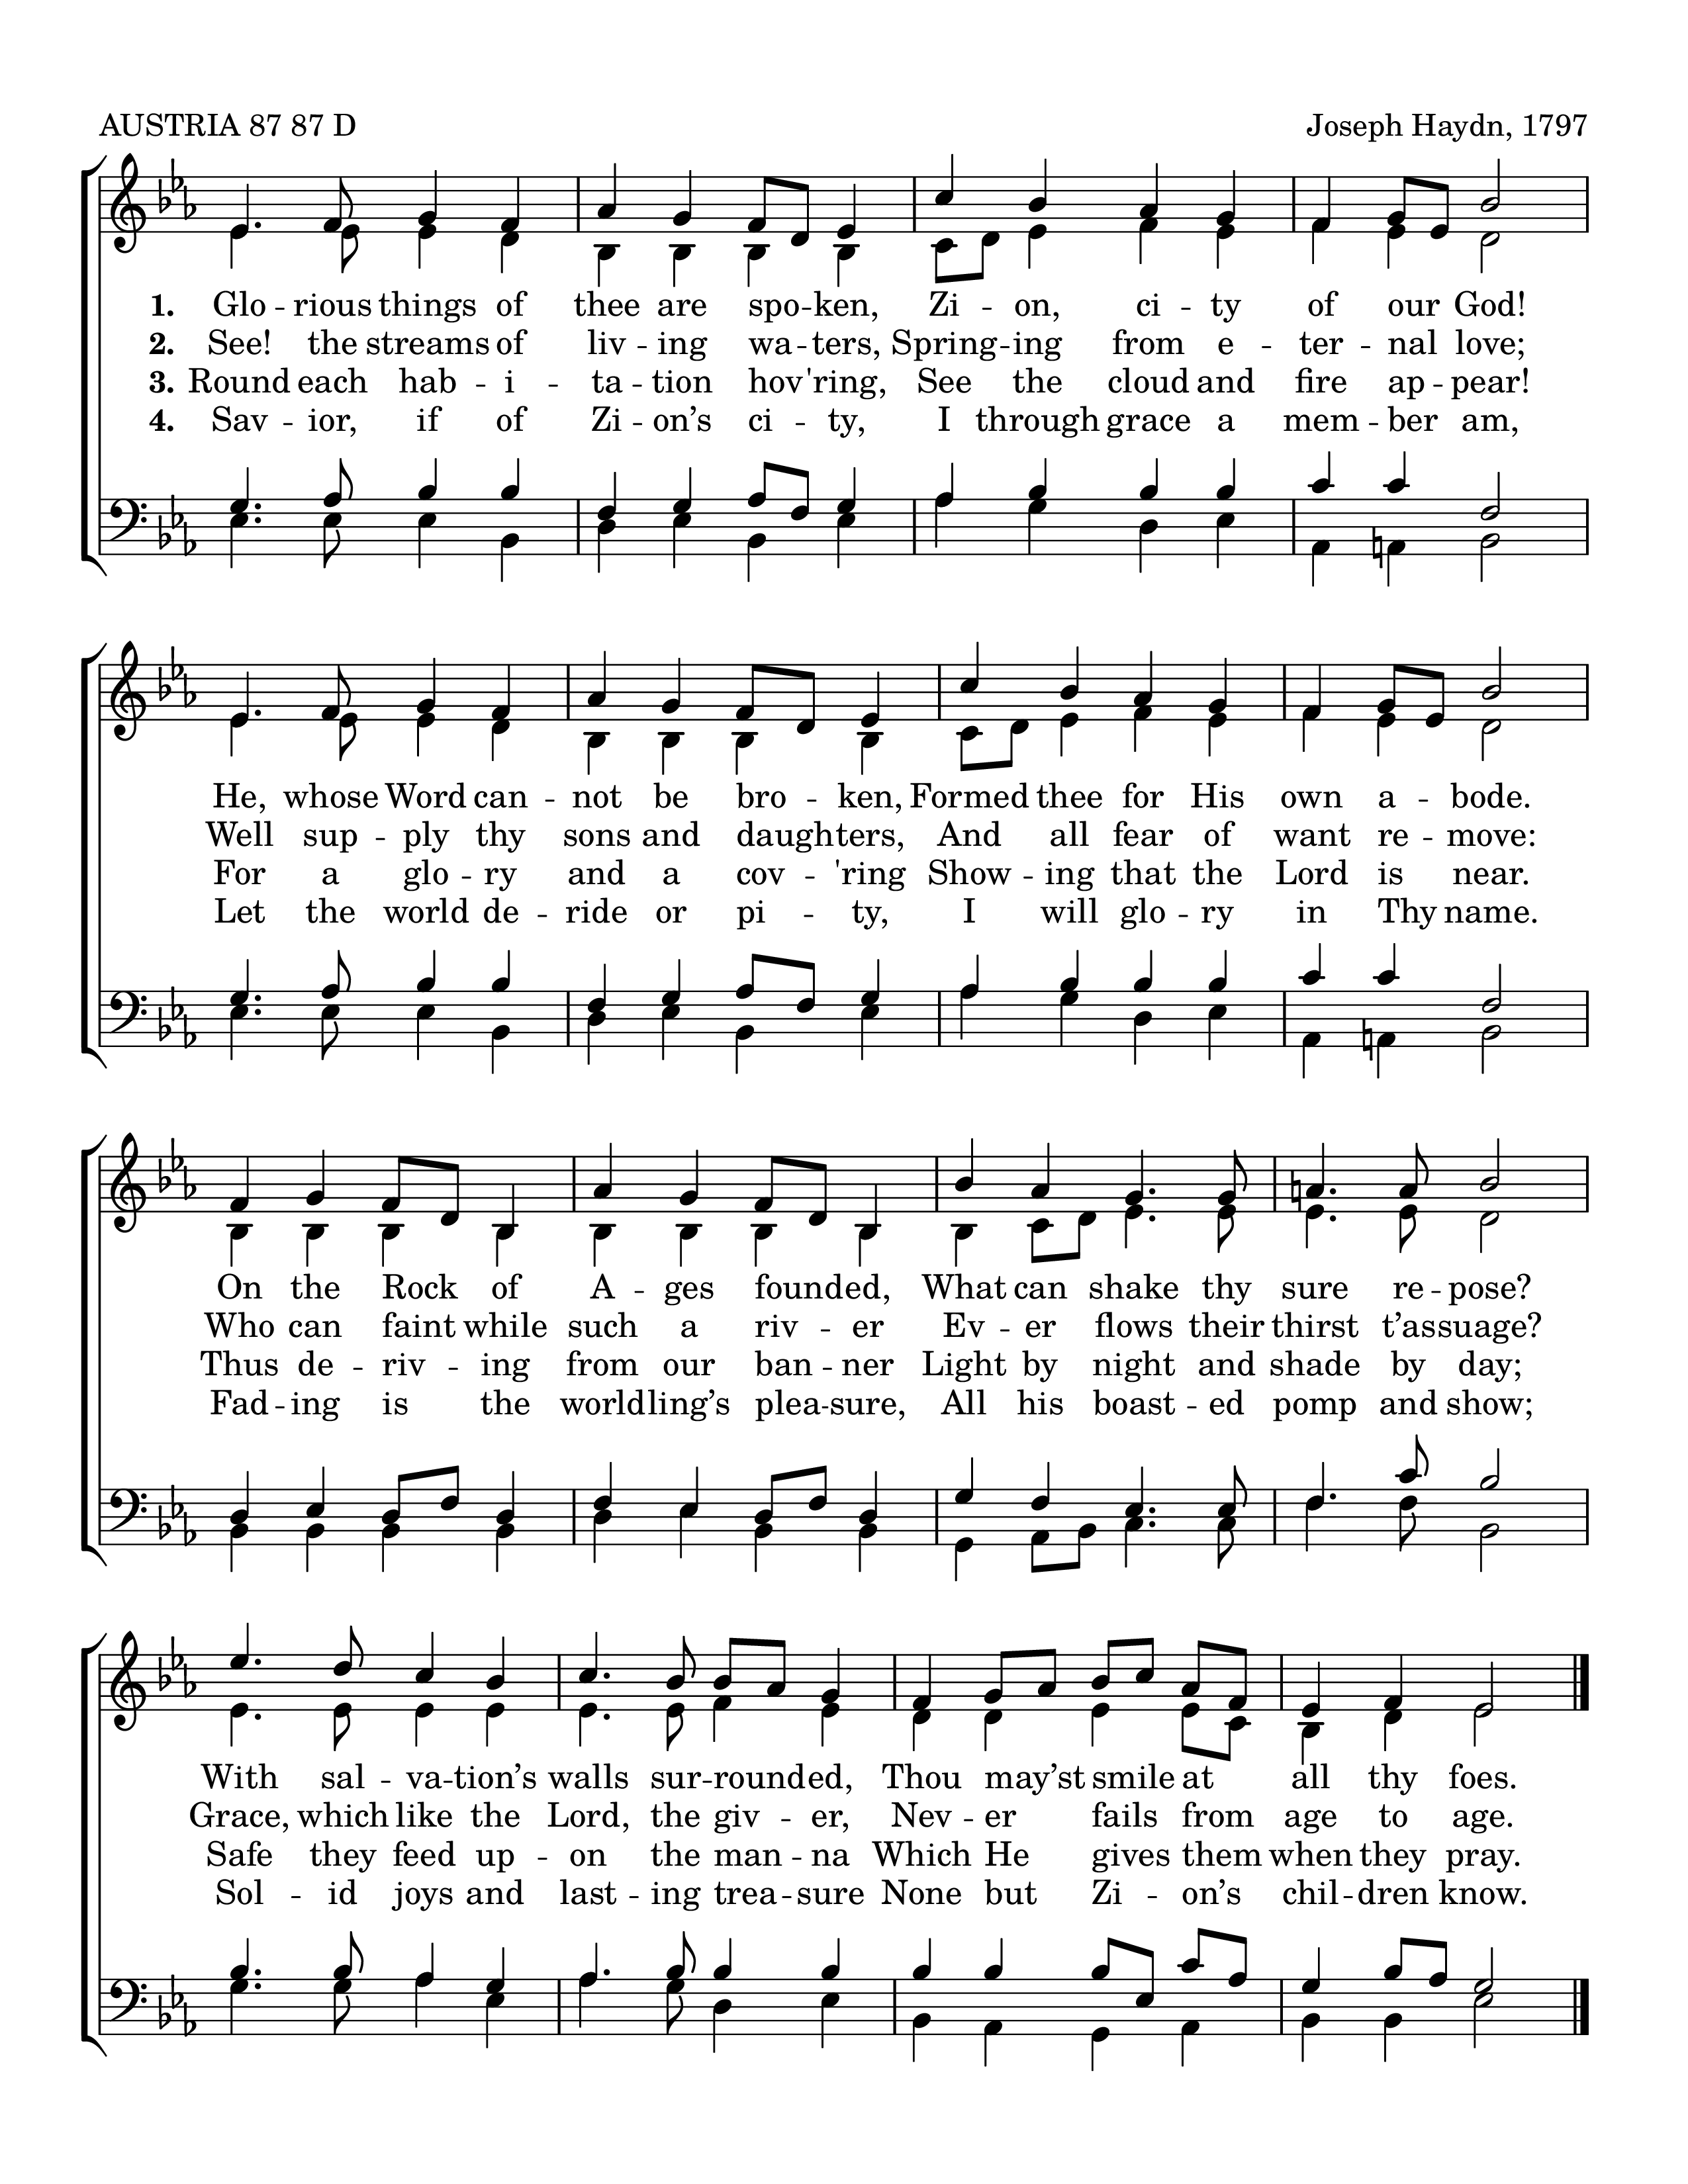 AUSTRIA 87 87 D
Joseph Haydn, 1797
1. Glo - rious things of thee are spo - ken, Zi - on, ci - ty of our God!
2. See! the streams of liv - ing wa - ters, Spring - ing from e - ter - nal love;
3. Round each hab - i - ta - tion hov - 'ring, See the cloud and fire ap - pear!
4. Sav - ior, if of Zi - on’s ci - ty, I through grace a mem - ber am,
He, whose Word can - not be bro - ken, Formed thee for His own a - bode.
Well sup - ply thy sons and daugh - ters, And all fear of want re - move:
For a glo - ry and a cov - 'ring Show - ing that the Lord is near.
Let the world de - ride or pi - ty, I will glo - ry in Thy name.
On the Rock of A - ges found - ed, What can shake thy sure re - pose?
Who can faint while such a riv - er Ev - er flows their thirst t’as - suage?
Thus de - riv - ing from our ban - ner Light by night and shade by day;
Fad - ing is the world - ling’s plea - sure, All his boast - ed pomp and show;
With sal - va - tion’s walls sur - round - ed, Thou may’st smile at all thy foes.
Grace, which like the Lord, the giv - er, Nev - er fails from age to age.
Safe they feed up - on the man - na Which He gives them when they pray.
Sol - id joys and last - ing trea - sure None but Zi - on’s chil - dren know.